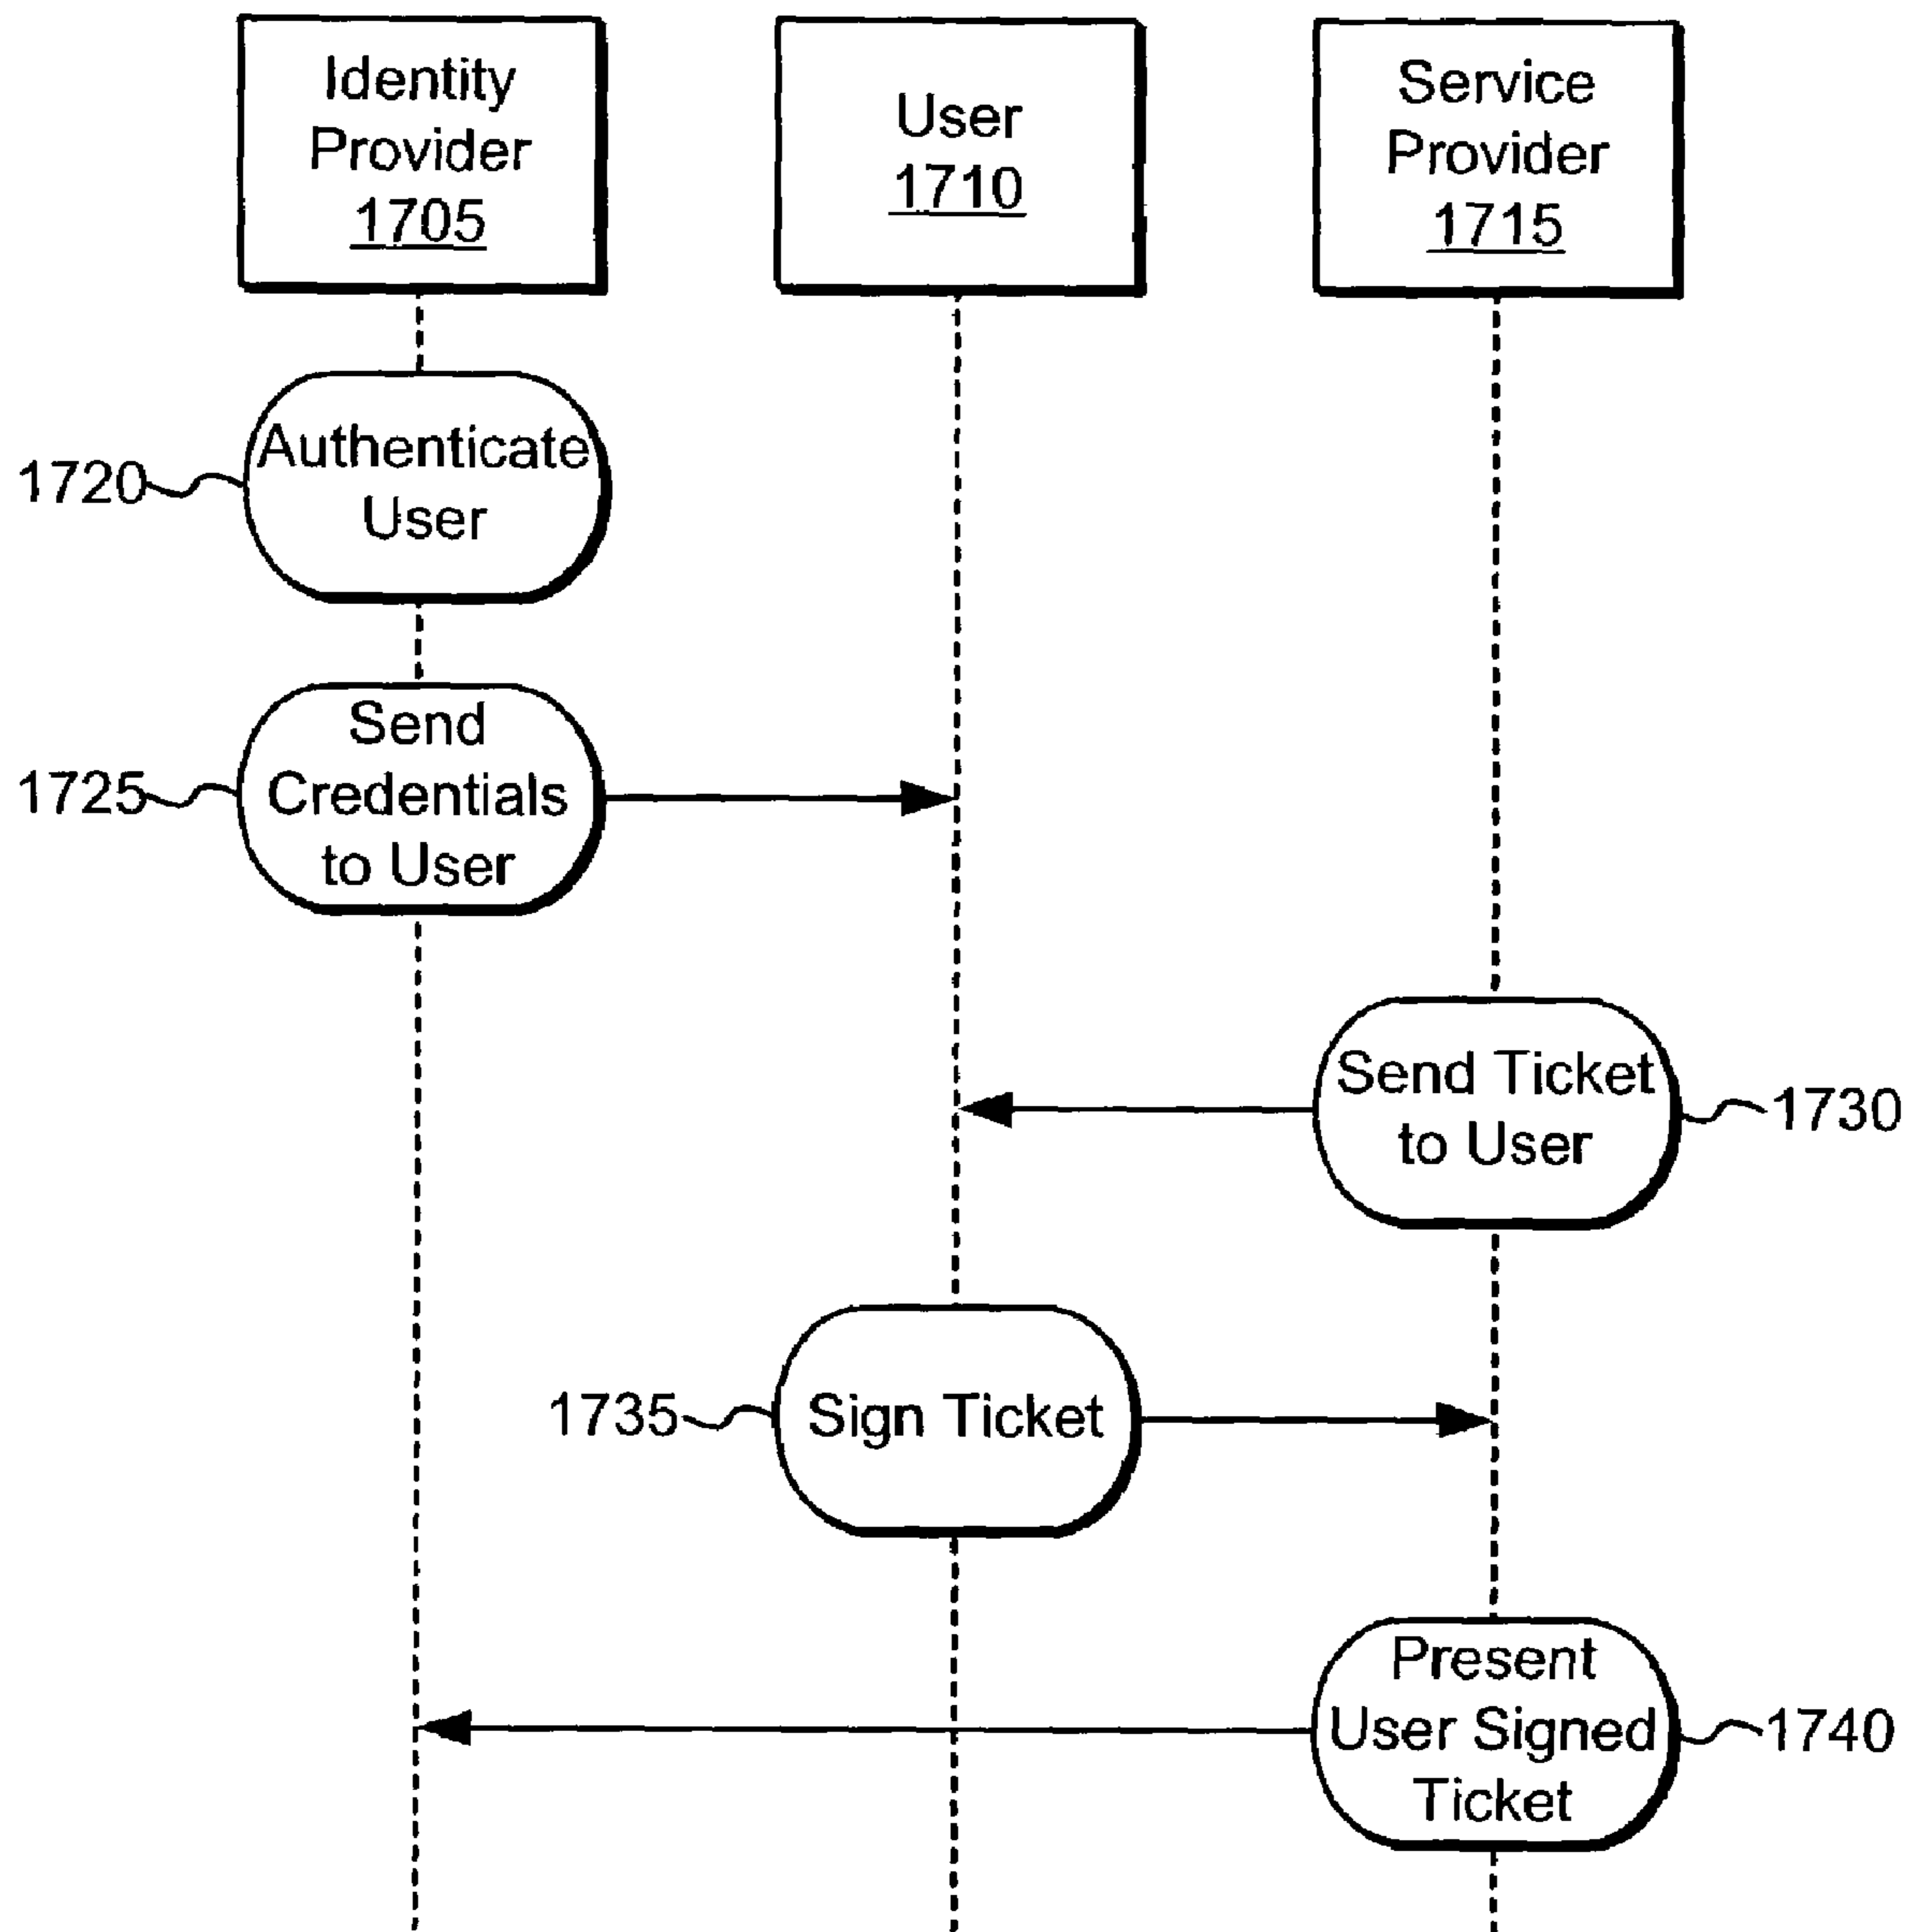 Identity
Provider
1705
User
1710
Service
Provider
1715
1720
Authenticate
User
1725
Send
Credentials
to User
Send Ticket
to User
1730
1735
Sign Ticket
Present
User Signed
Ticket
1740